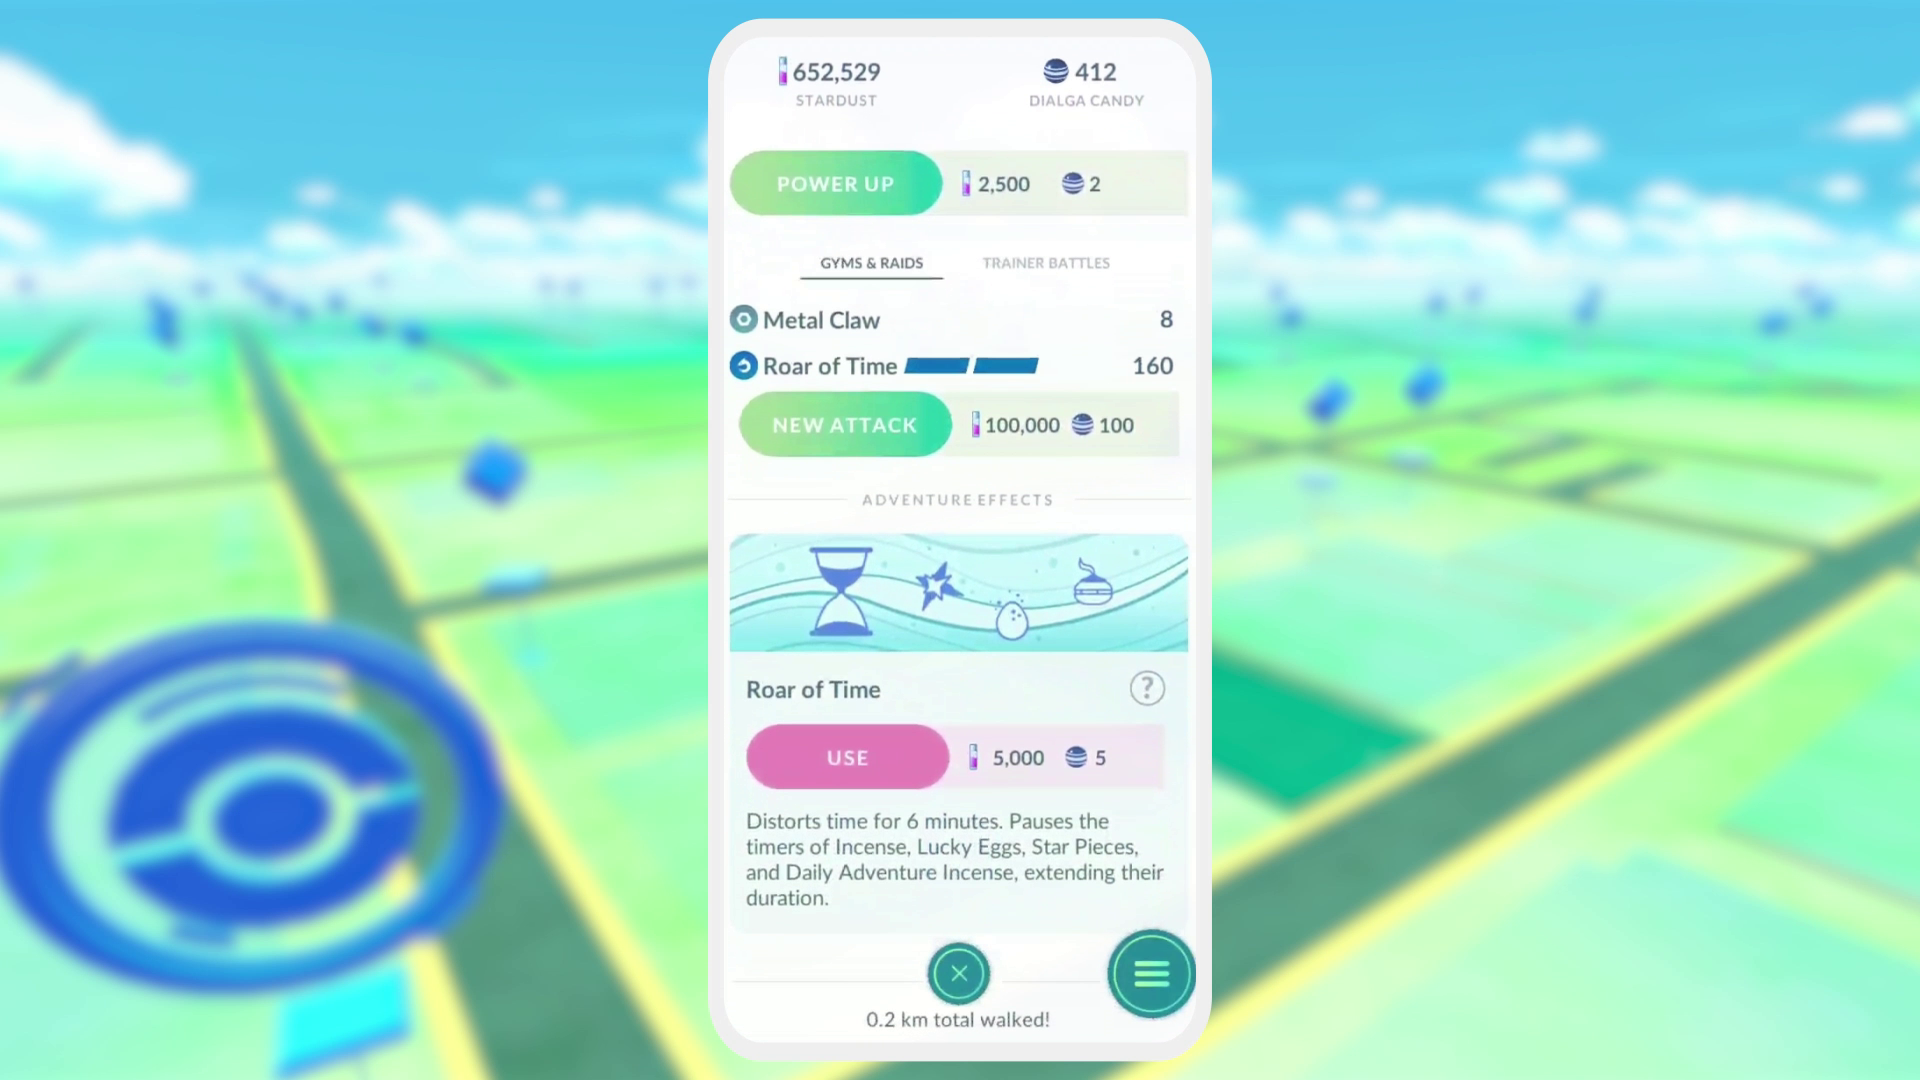 652,529
STARDUST
412
DIALGA CANDY
POWER UP 2,500 2
GYMS & RAIDS TRAINER BATTLES
Metal Claw 8
Roar of Time 160
NEW ATTACK 100,000 100
ADVENTURE EFFECTS
Roar of Time ?
USE 5,000 5
Distorts time for 6 minutes. Pauses the
timers of Incense, Lucky Eggs, Star Pieces,
and Daily Adventure Incense, extending their
duration.
0.2 km total walked!